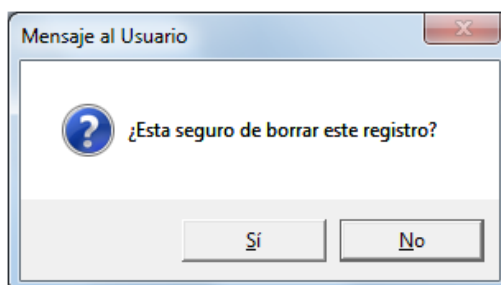 Mensaje al Usuario
¿Esta seguro de borrar este registro?
Sí
No